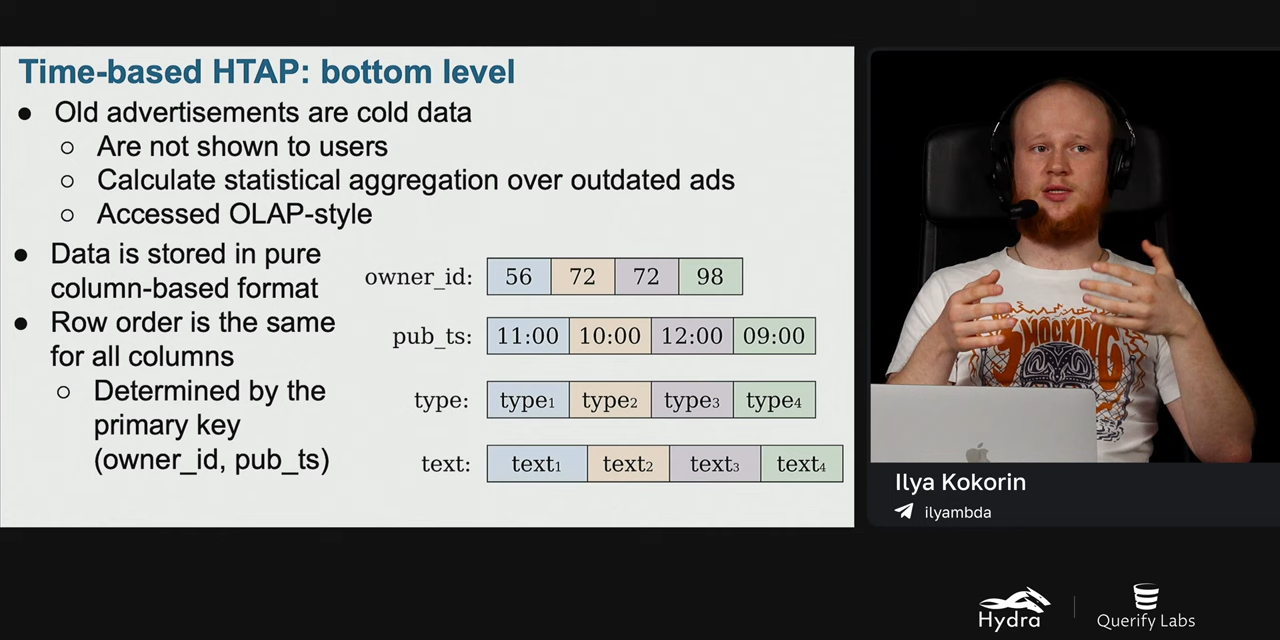 Time-based HTAP: bottom level
● Old advertisements are cold data
○ Are not shown to users
○ Calculate statistical aggregation over outdated ads
○ Accessed OLAP-style
● Data is stored in pure
column-based format
● Row order is the same
for all columns
○ Determined by the
primary key
(owner_id, pub_ts)
owner_id: 56 72 72 98
pub_ts: 11:00 10:00 12:00 09:00
type: type₁ type₂ type₃ type₄
text: text₁ text₂ text₃ text₄
SHOCKING
Ilya Kokorin
ilyambda
Hydra
Querify Labs